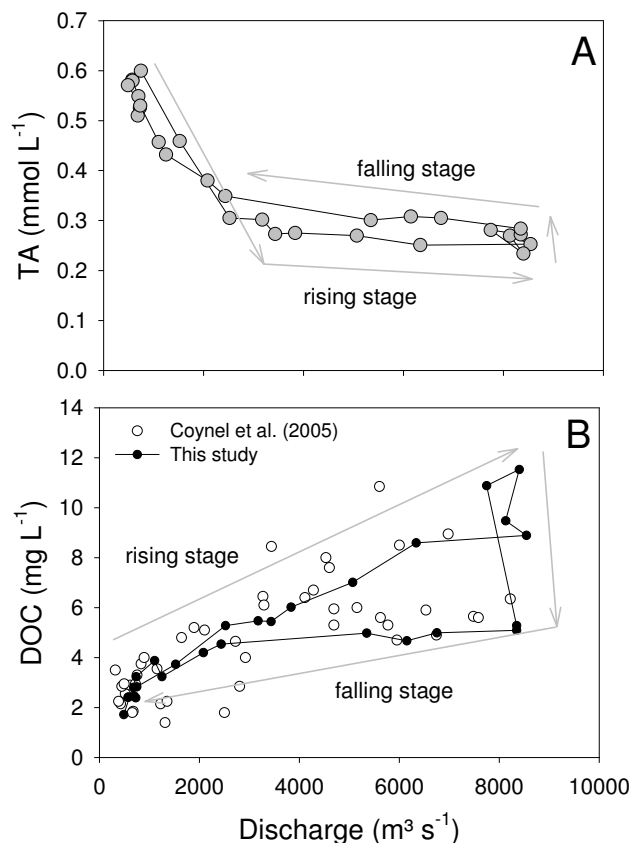 A
0.7
0.6
0.5
0.4
0.3
0.2
0.1
0.0
TA (mmol L⁻¹)
falling stage
rising stage
B
14
12
10
8
6
4
2
0
DOC (mg L⁻¹)
Coynel et al. (2005)
This study
rising stage
falling stage
0 2000 4000 6000 8000 10000
Discharge (m³ s⁻¹)